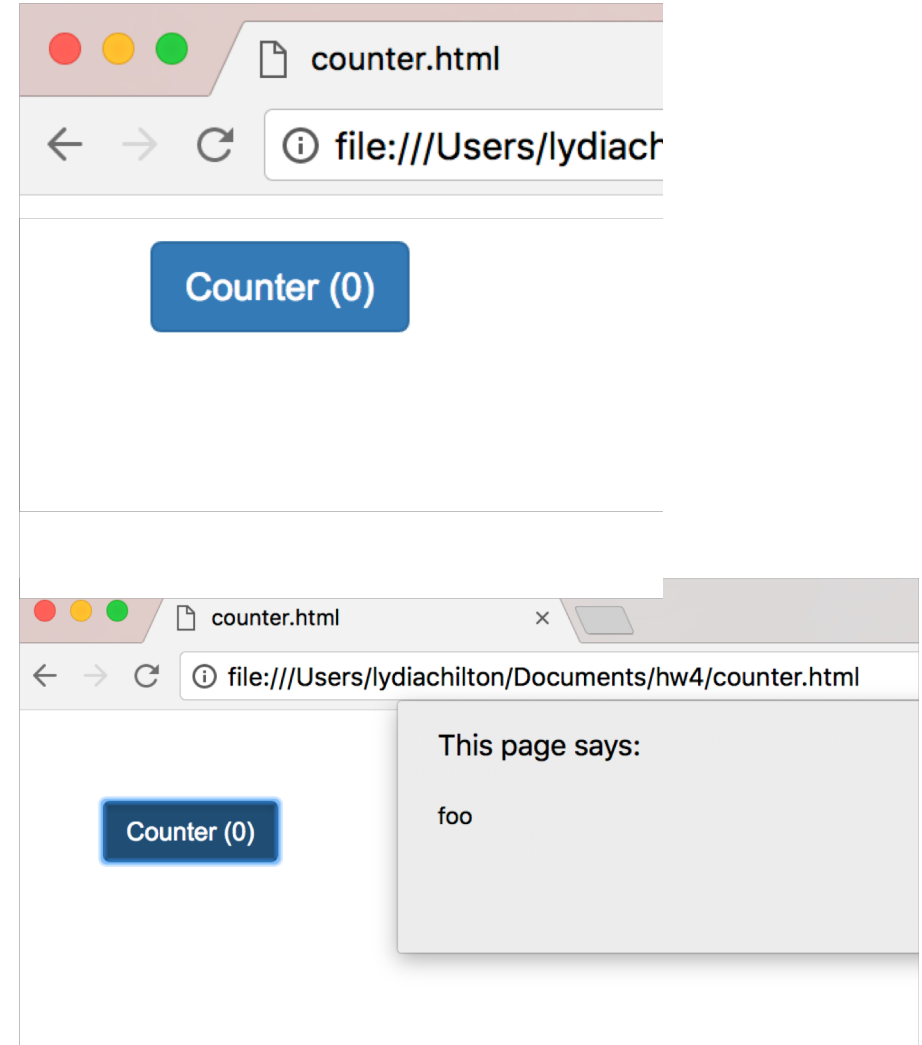 counter.html
file:///Users/lydiach
Counter (0)
counter.html
file:///Users/lydiachilton/Documents/hw4/counter.html
This page says:
foo
Counter (0)